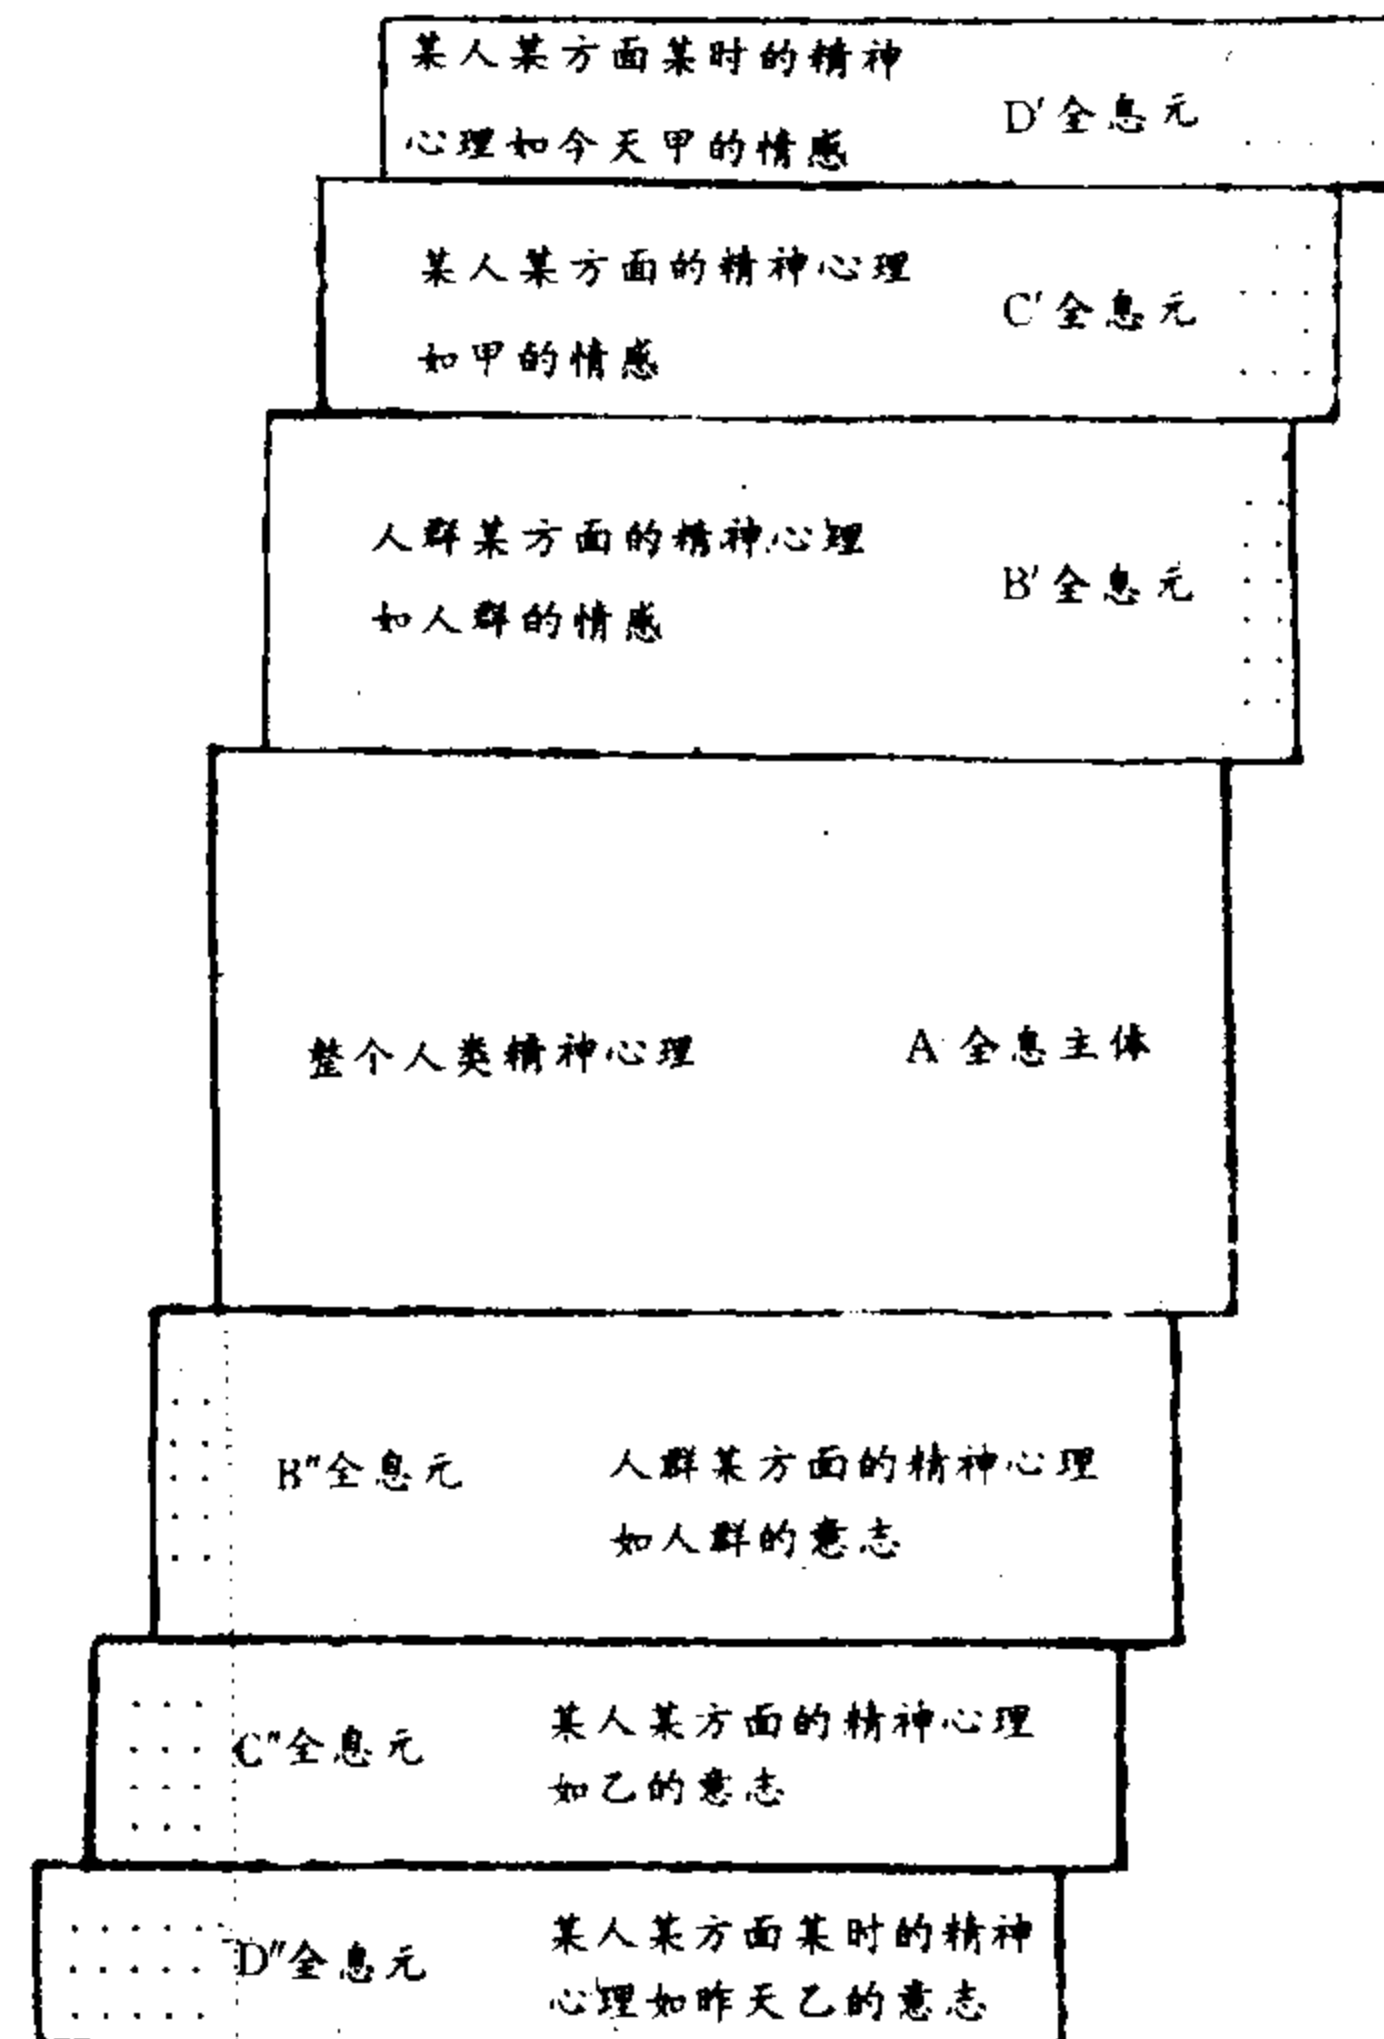 某人某方面某时的精神
心理如今天甲的情感
D′全息元
某人某方面的精神心理
如甲的情感
C′全息元
人群某方面的精神心理
如人群的情感
B′全息元
整个人类精神心理 A 全息主体
B″全息元
人群某方面的精神心理
如人群的意志
C″全息元
某人某方面的精神心理
如乙的意志
D″全息元
某人某方面某时的精神
心理如昨天乙的意志